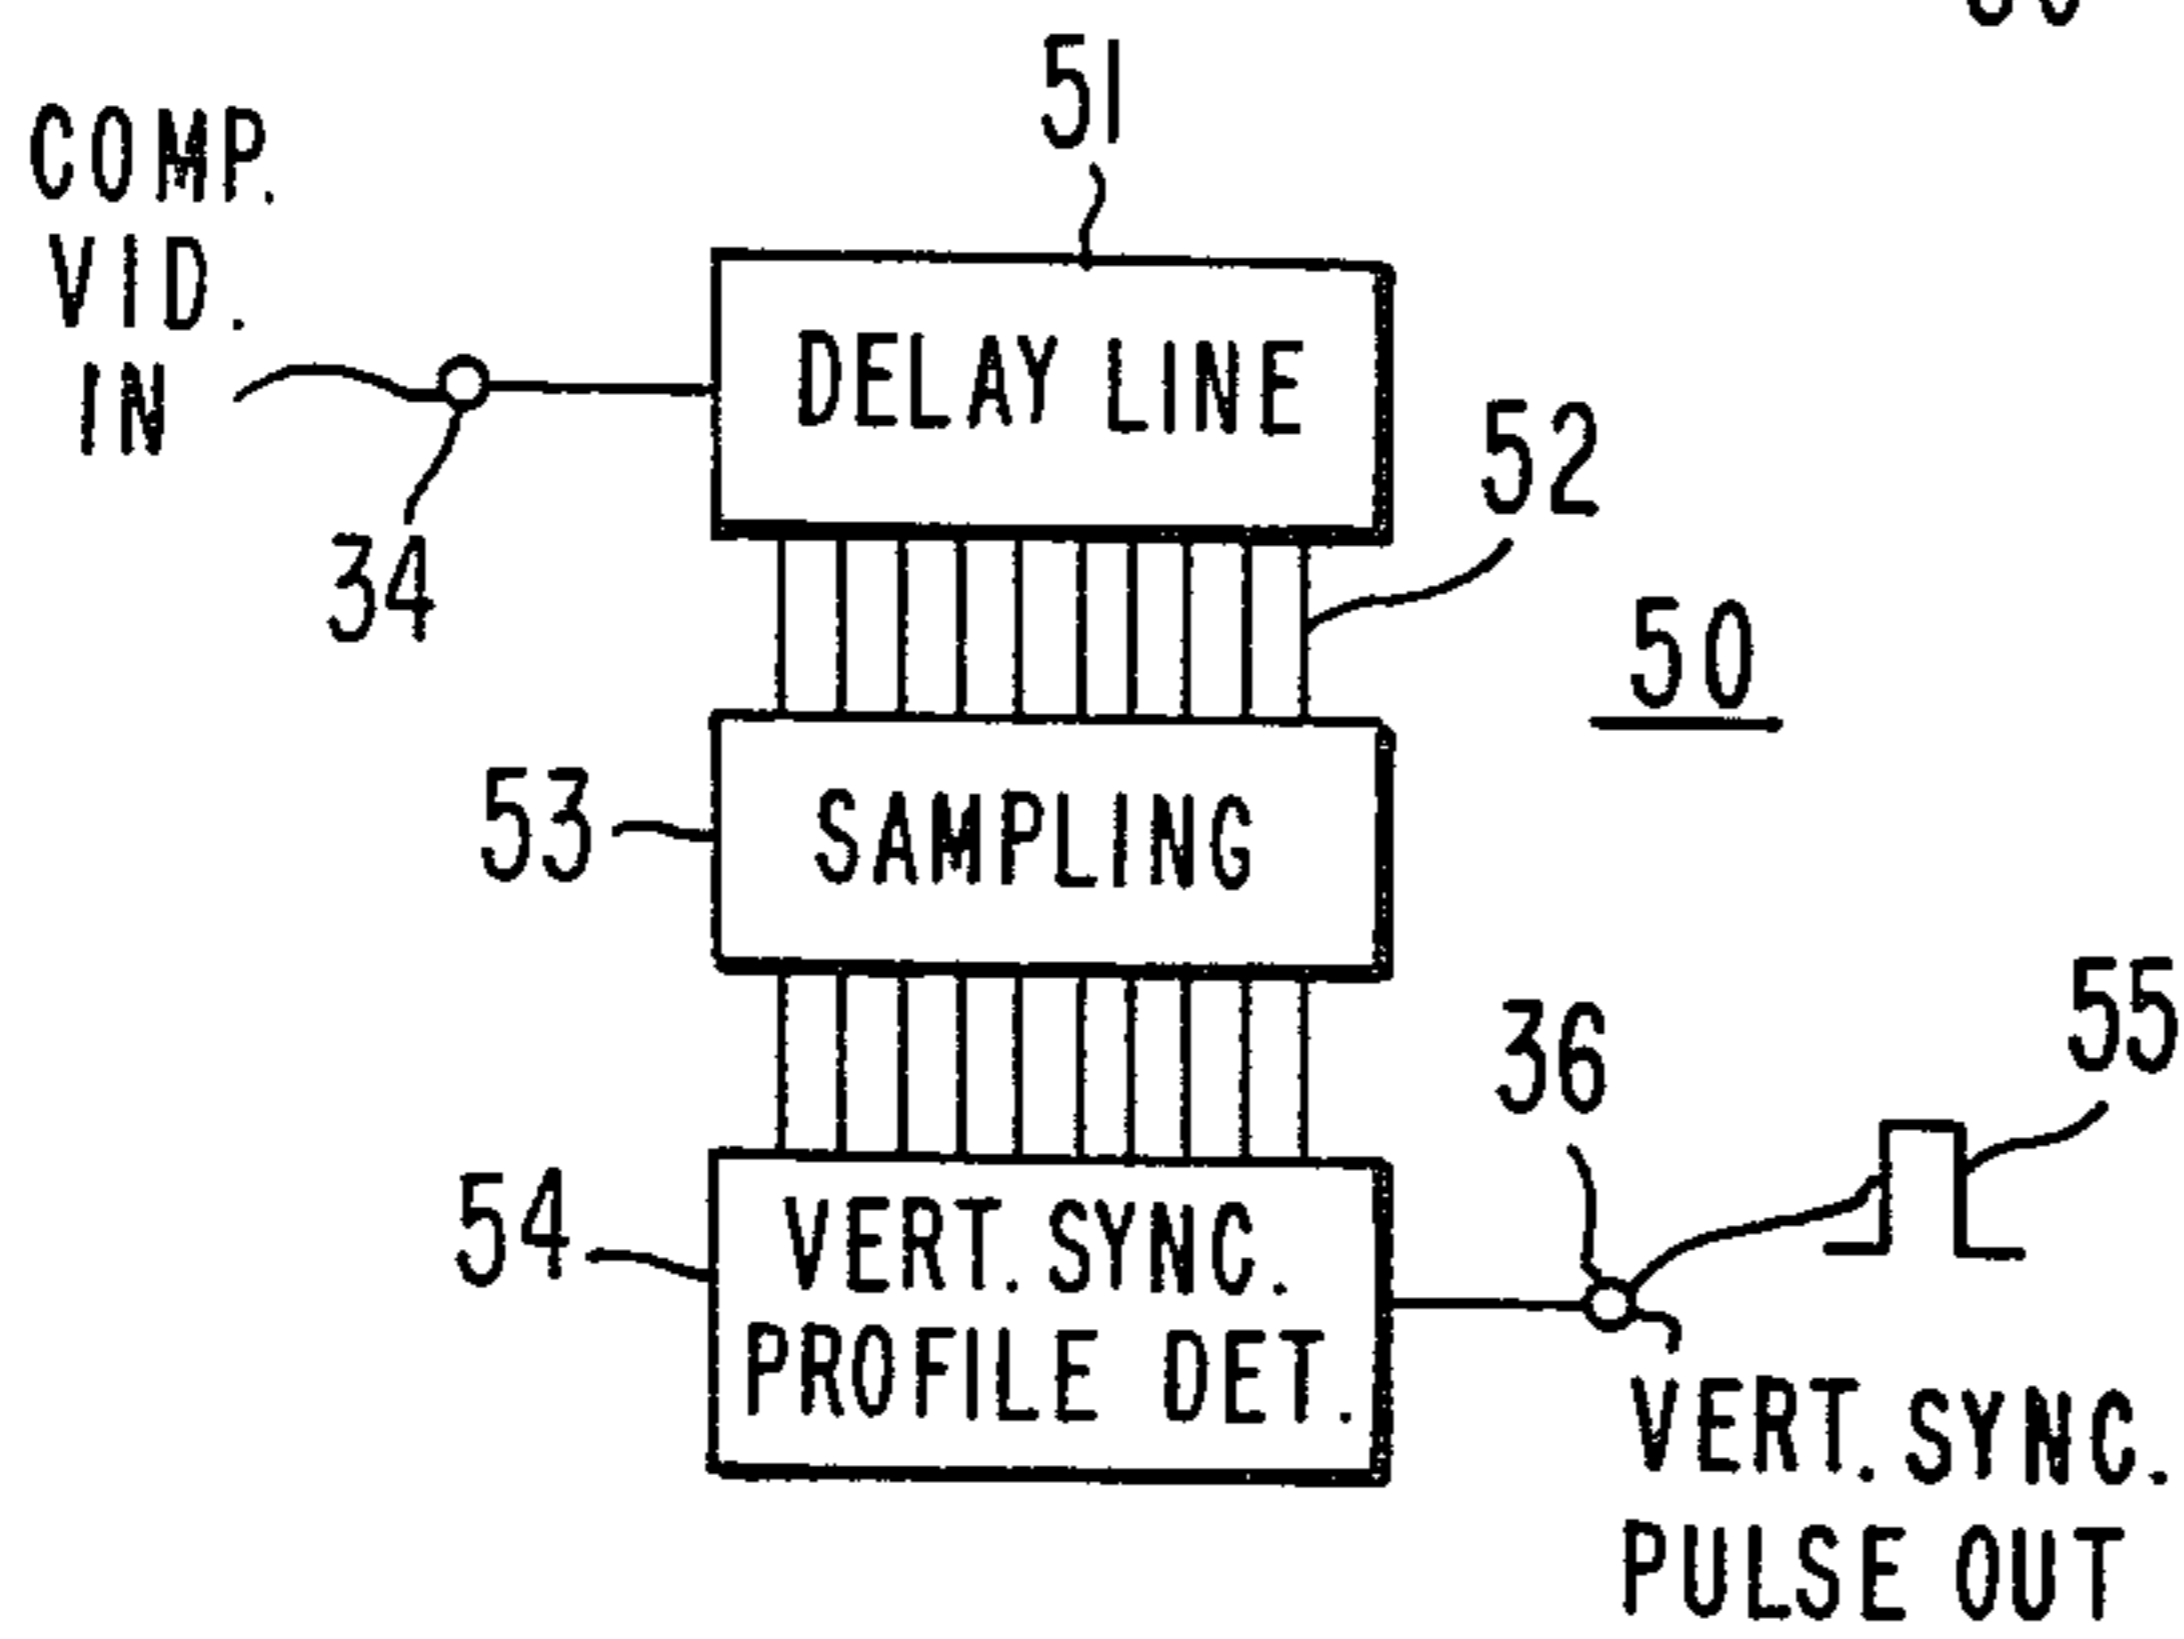 51
COMP.
VID.
IN
DELAY LINE
34
52
50
53
SAMPLING
36
55
54
VERT. SYNC.
PROFILE DET.
VERT. SYNC.
PULSE OUT